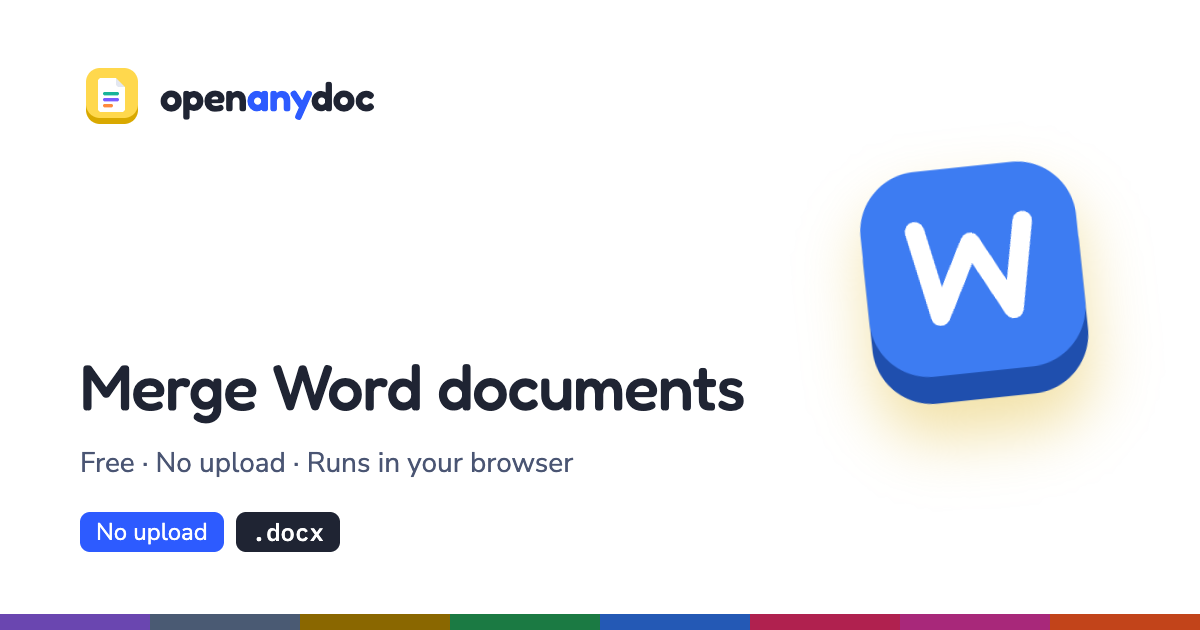 openanydoc
W
Merge Word documents
Free · No upload · Runs in your browser
No upload
.docx